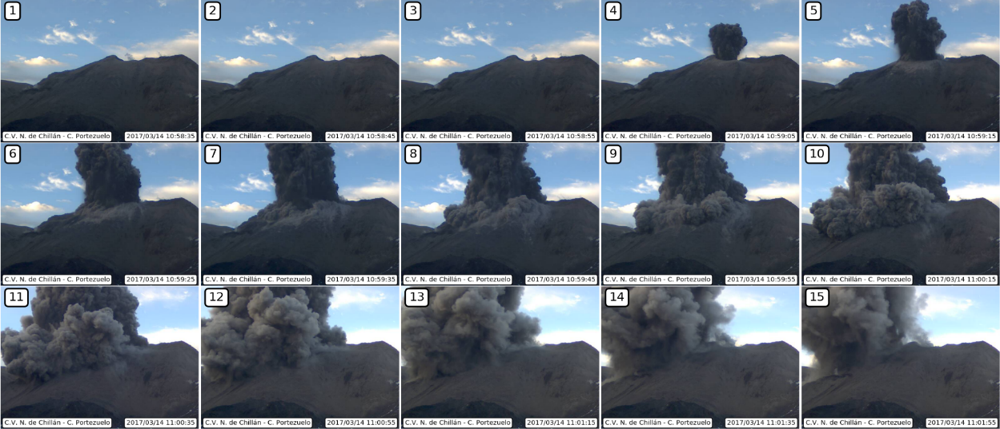 1
2
3
4
5
C.V. N. de Chillán - C. Portezuelo 2017/03/14 10:58:35
C.V. N. de Chillán - C. Portezuelo 2017/03/14 10:58:45
C.V. N. de Chillán - C. Portezuelo 2017/03/14 10:58:55
C.V. N. de Chillán - C. Portezuelo 2017/03/14 10:59:05
C.V. N. de Chillán - C. Portezuelo 2017/03/14 10:59:15
6
7
8
9
10
C.V. N. de Chillán - C. Portezuelo 2017/03/14 10:59:25
C.V. N. de Chillán - C. Portezuelo 2017/03/14 10:59:35
C.V. N. de Chillán - C. Portezuelo 2017/03/14 10:59:45
C.V. N. de Chillán - C. Portezuelo 2017/03/14 10:59:55
C.V. N. de Chillán - C. Portezuelo 2017/03/14 11:00:15
11
12
13
14
15
C.V. N. de Chillán - C. Portezuelo 2017/03/14 11:00:35
C.V. N. de Chillán - C. Portezuelo 2017/03/14 11:00:55
C.V. N. de Chillán - C. Portezuelo 2017/03/14 11:01:15
C.V. N. de Chillán - C. Portezuelo 2017/03/14 11:01:35
C.V. N. de Chillán - C. Portezuelo 2017/03/14 11:01:55